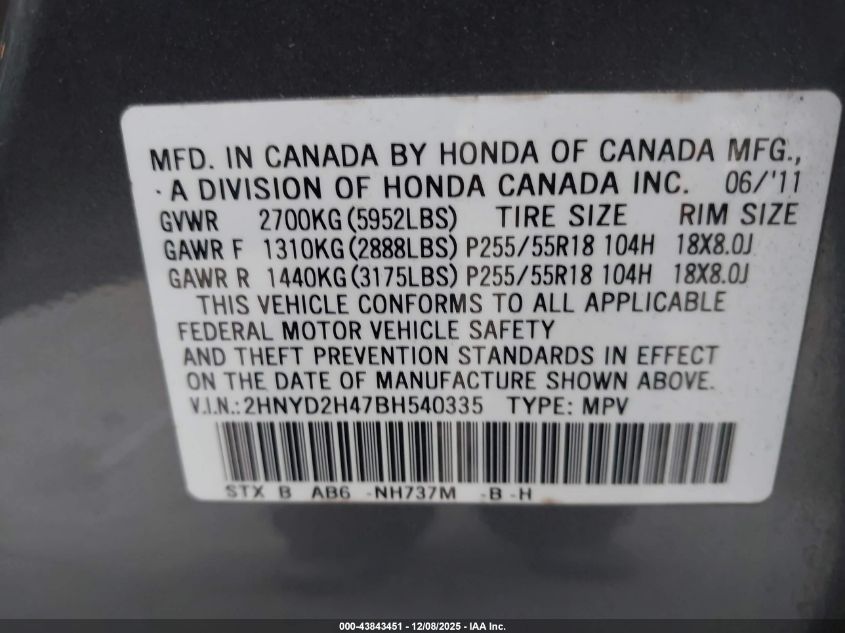 MFD. IN CANADA BY HONDA OF CANADA MFG.,
A DIVISION OF HONDA CANADA INC. 06/'11
GVWR 2700KG (5952LBS) TIRE SIZE RIM SIZE
GAWR F 1310KG (2888LBS) P255/55R18 104H 18X8.0J
GAWR R 1440KG (3175LBS) P255/55R18 104H 18X8.0J
THIS VEHICLE CONFORMS TO ALL APPLICABLE
FEDERAL MOTOR VEHICLE SAFETY
AND THEFT PREVENTION STANDARDS IN EFFECT
ON THE DATE OF MANUFACTURE SHOWN ABOVE.
V.I.N.: 2HNYD2H47BH540335 TYPE: MPV
STX B AB6 -NH737M -B -H
000-43843451 - 12/08/2025 - IAA Inc.